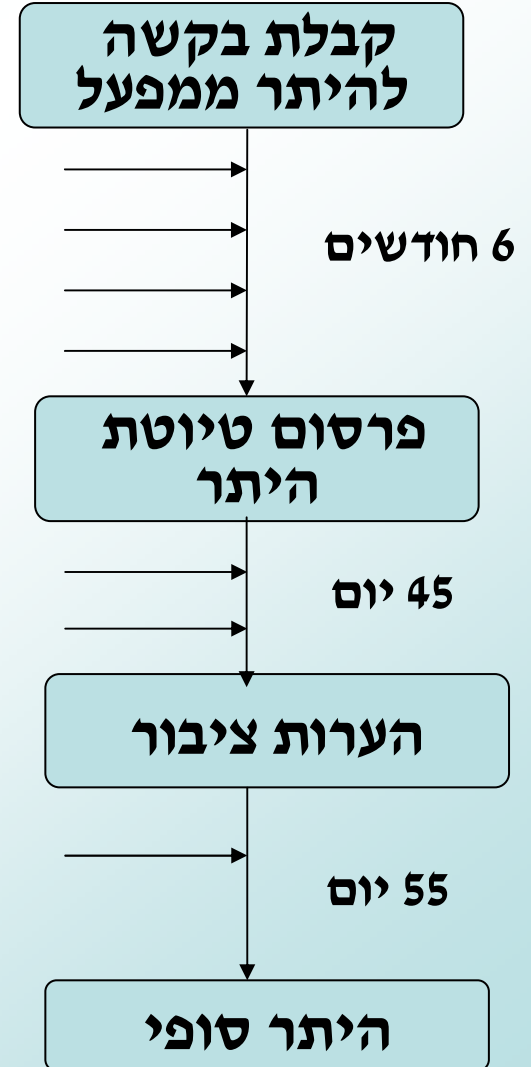 קבלת בקשה
להיתר ממפעל
6 חודשים
פרסום טיוטת
היתר
45 יום
הערות ציבור
55 יום
היתר סופי